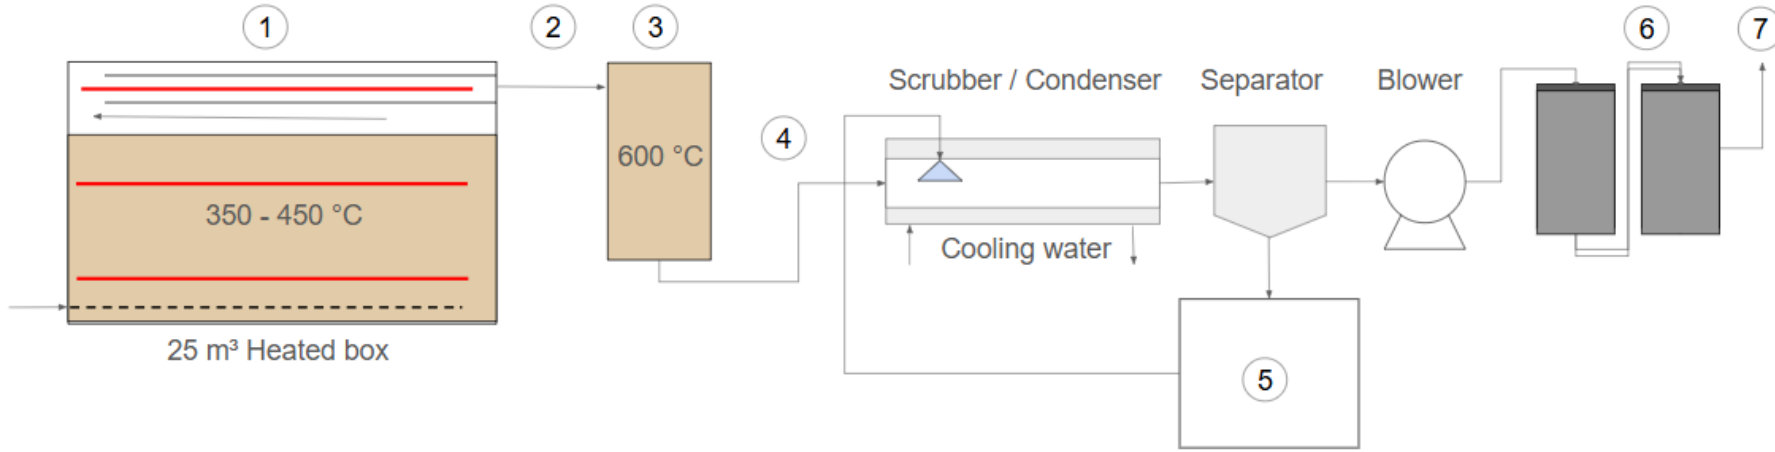 1
2
3
4
5
6
7
Scrubber / Condenser
Separator
Blower
600 °C
350 - 450 °C
Cooling water
25 m³ Heated box